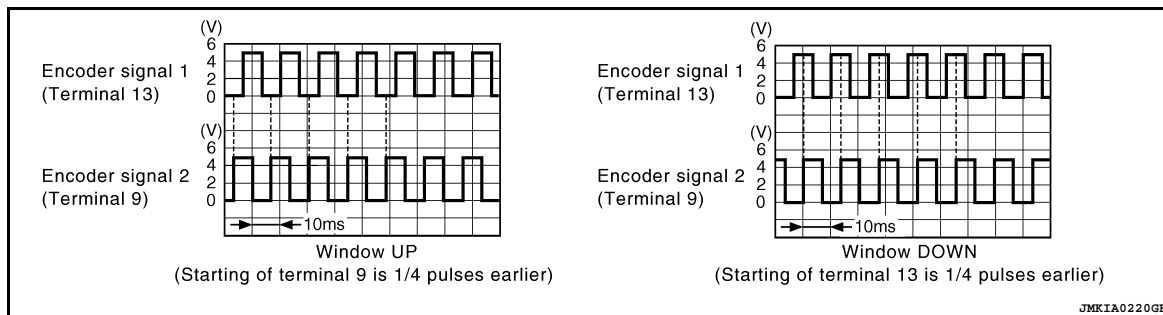 (V)
6
4
2
0
Encoder signal 1
(Terminal 13)
(V)
6
4
2
0
Encoder signal 2
(Terminal 9)
10ms
Window UP
(Starting of terminal 9 is 1/4 pulses earlier)
(V)
6
4
2
0
Encoder signal 1
(Terminal 13)
(V)
6
4
2
0
Encoder signal 2
(Terminal 9)
10ms
Window DOWN
(Starting of terminal 13 is 1/4 pulses earlier)